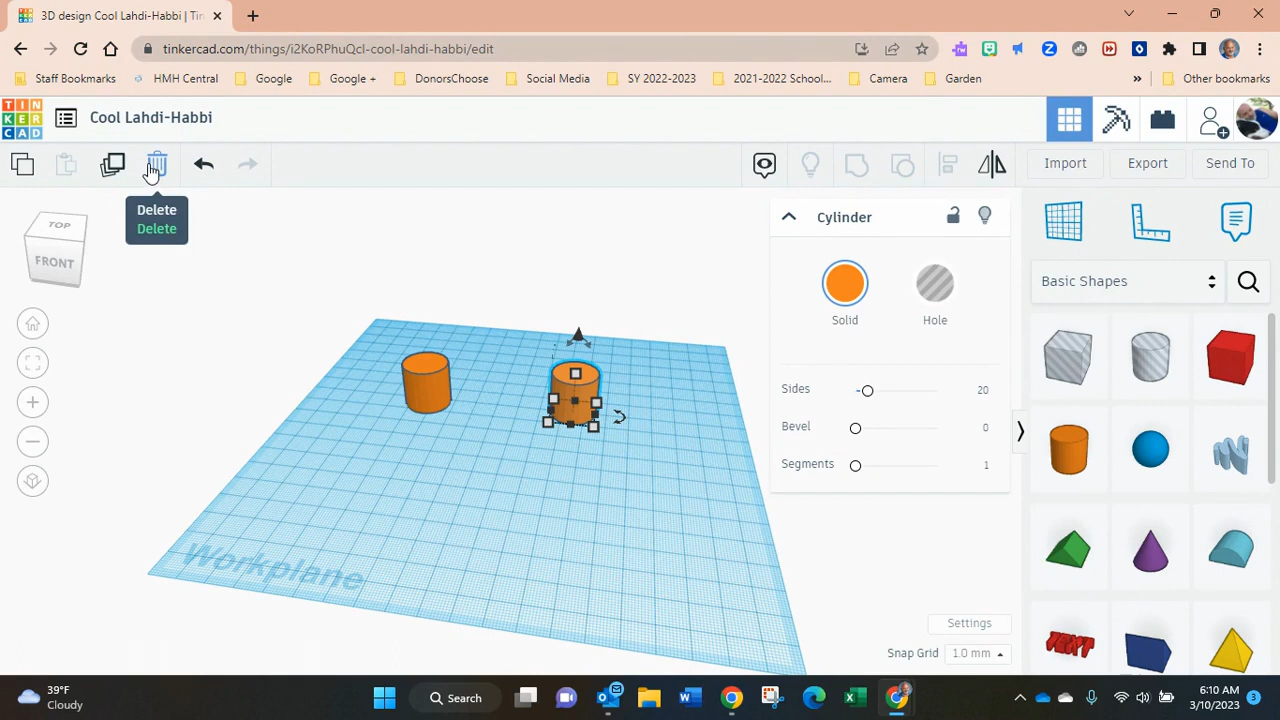 3D design Cool Lahdi-Habbi | Tin
tinkercad.com/things/i2KoRPhuQcl-cool-lahdi-habbi/edit
Staff Bookmarks
HMH Central
Google
Google +
DonorsChoose
Social Media
SY 2022-2023
2021-2022 School...
Camera
Garden
»
Other bookmarks
TIN
KER
CAD
Cool Lahdi-Habbi
Import
Export
Send To
Delete
Delete
TOP
FRONT
Cylinder
Solid
Hole
Sides
20
Bevel
0
Segments
1
Basic Shapes
TEXT
Workplane
Settings
Snap Grid
1.0 mm
39°F
Cloudy
Search
6:10 AM
3/10/2023
3